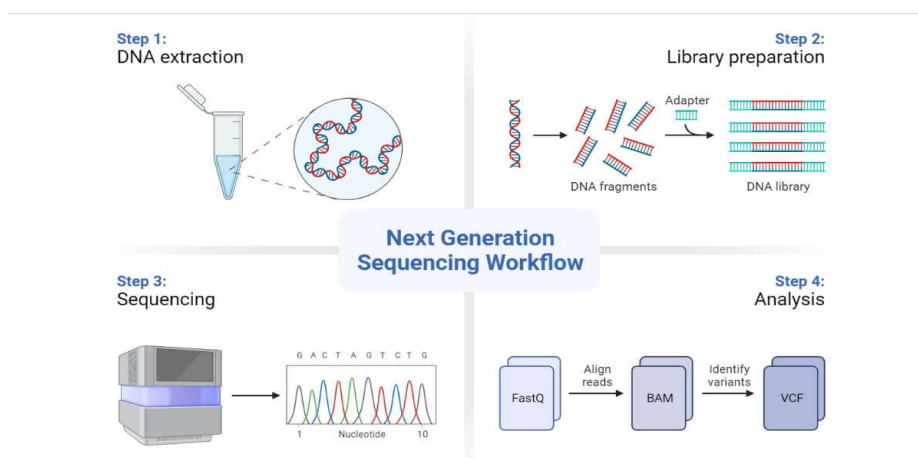 Step 1:
DNA extraction
Step 2:
Library preparation
Adapter
DNA fragments
DNA library
Next Generation
Sequencing Workflow
Step 3:
Sequencing
G A C T A G T C T G
1 Nucleotide 10
Step 4:
Analysis
FastQ
Align
reads
BAM
Identify
variants
VCF